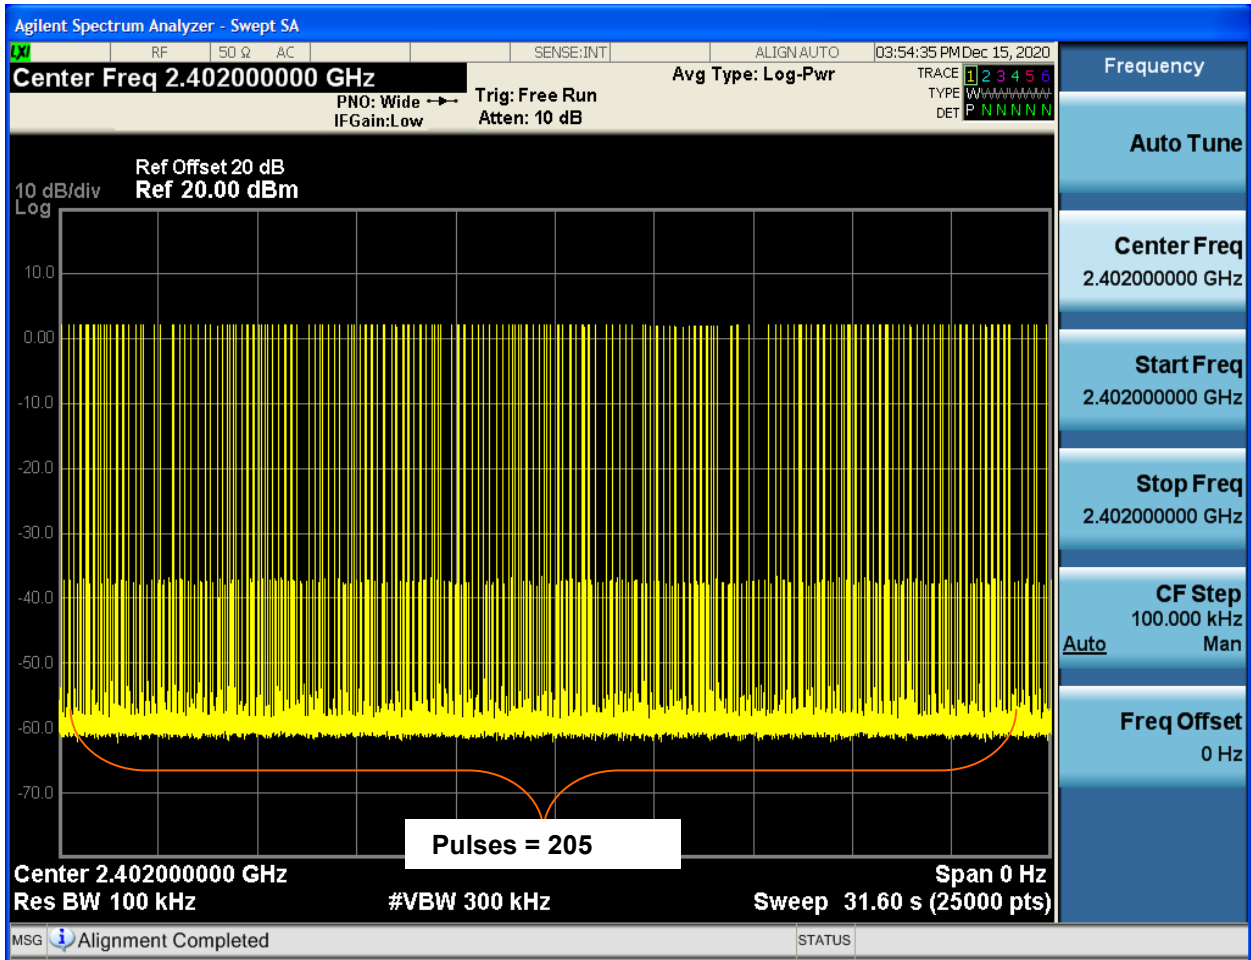 Agilent Spectrum Analyzer - Swept SA
LXI RF 50 Ω AC SENSE:INT ALIGN AUTO 03:54:35 PM Dec 15, 2020
Center Freq 2.402000000 GHz
PNO: Wide
IFGain:Low
Trig: Free Run
Atten: 10 dB
Avg Type: Log-Pwr
TRACE 1 2 3 4 5 6
TYPE W W W W W W
DET P N N N N N
Ref Offset 20 dB
10 dB/div Ref 20.00 dBm
Log
10.0
0.00
-10.0
-20.0
-30.0
-40.0
-50.0
-60.0
-70.0
Pulses = 205
Center 2.402000000 GHz Span 0 Hz
Res BW 100 kHz #VBW 300 kHz Sweep 31.60 s (25000 pts)
MSG Alignment Completed STATUS
Frequency
Auto Tune
Center Freq
2.402000000 GHz
Start Freq
2.402000000 GHz
Stop Freq
2.402000000 GHz
CF Step
100.000 kHz
Auto Man
Freq Offset
0 Hz